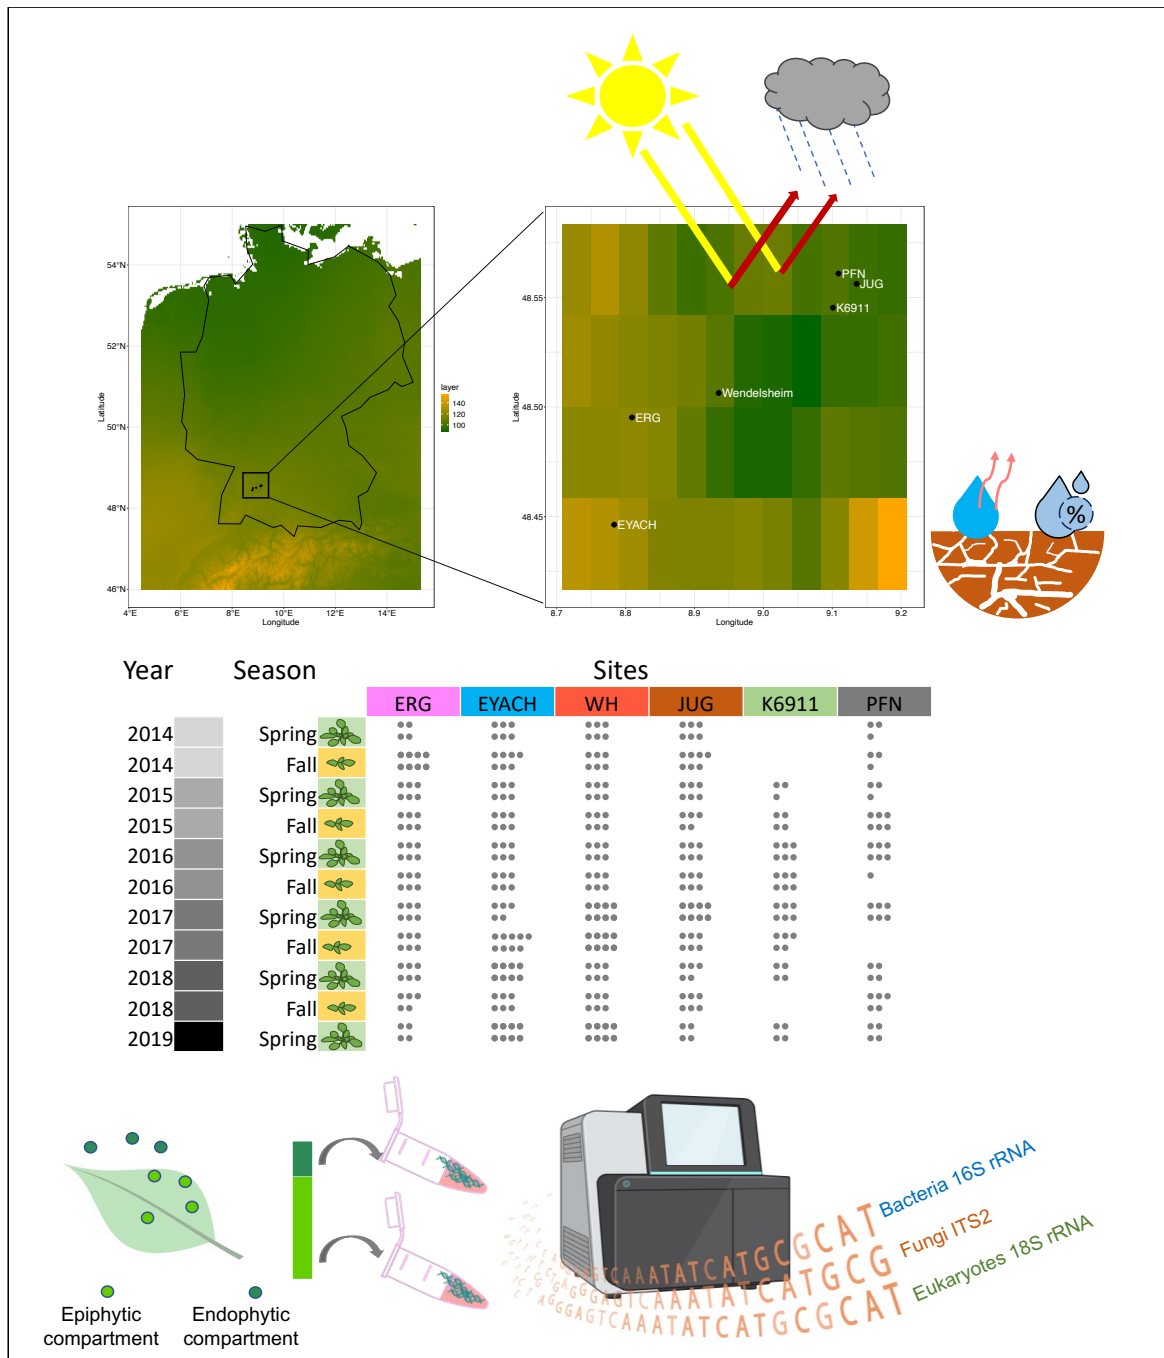 54°N
52°N
50°N
48°N
46°N
Latitude
4°E 6°E 8°E 10°E 12°E 14°E
Longitude
layer
140
120
100
48.55
48.50
48.45
Latitude
PFN
JUG
K6911
Wendelsheim
ERG
EYACH
8.7 8.8 8.9 9.0 9.1 9.2
Longitude
%
Year Season Sites
ERG EYACH WH JUG K6911 PFN
2014 Spring
2014 Fall
2015 Spring
2015 Fall
2016 Spring
2016 Fall
2017 Spring
2017 Fall
2018 Spring
2018 Fall
2019 Spring
Epiphytic
compartment
Endophytic
compartment
GTCAAATATCATGCGCAT
GGAGTCAAATATCATGCG
GGGAGTCAAATATCATGCGCAT
Bacteria 16S rRNA
Fungi ITS2
Eukaryotes 18S rRNA